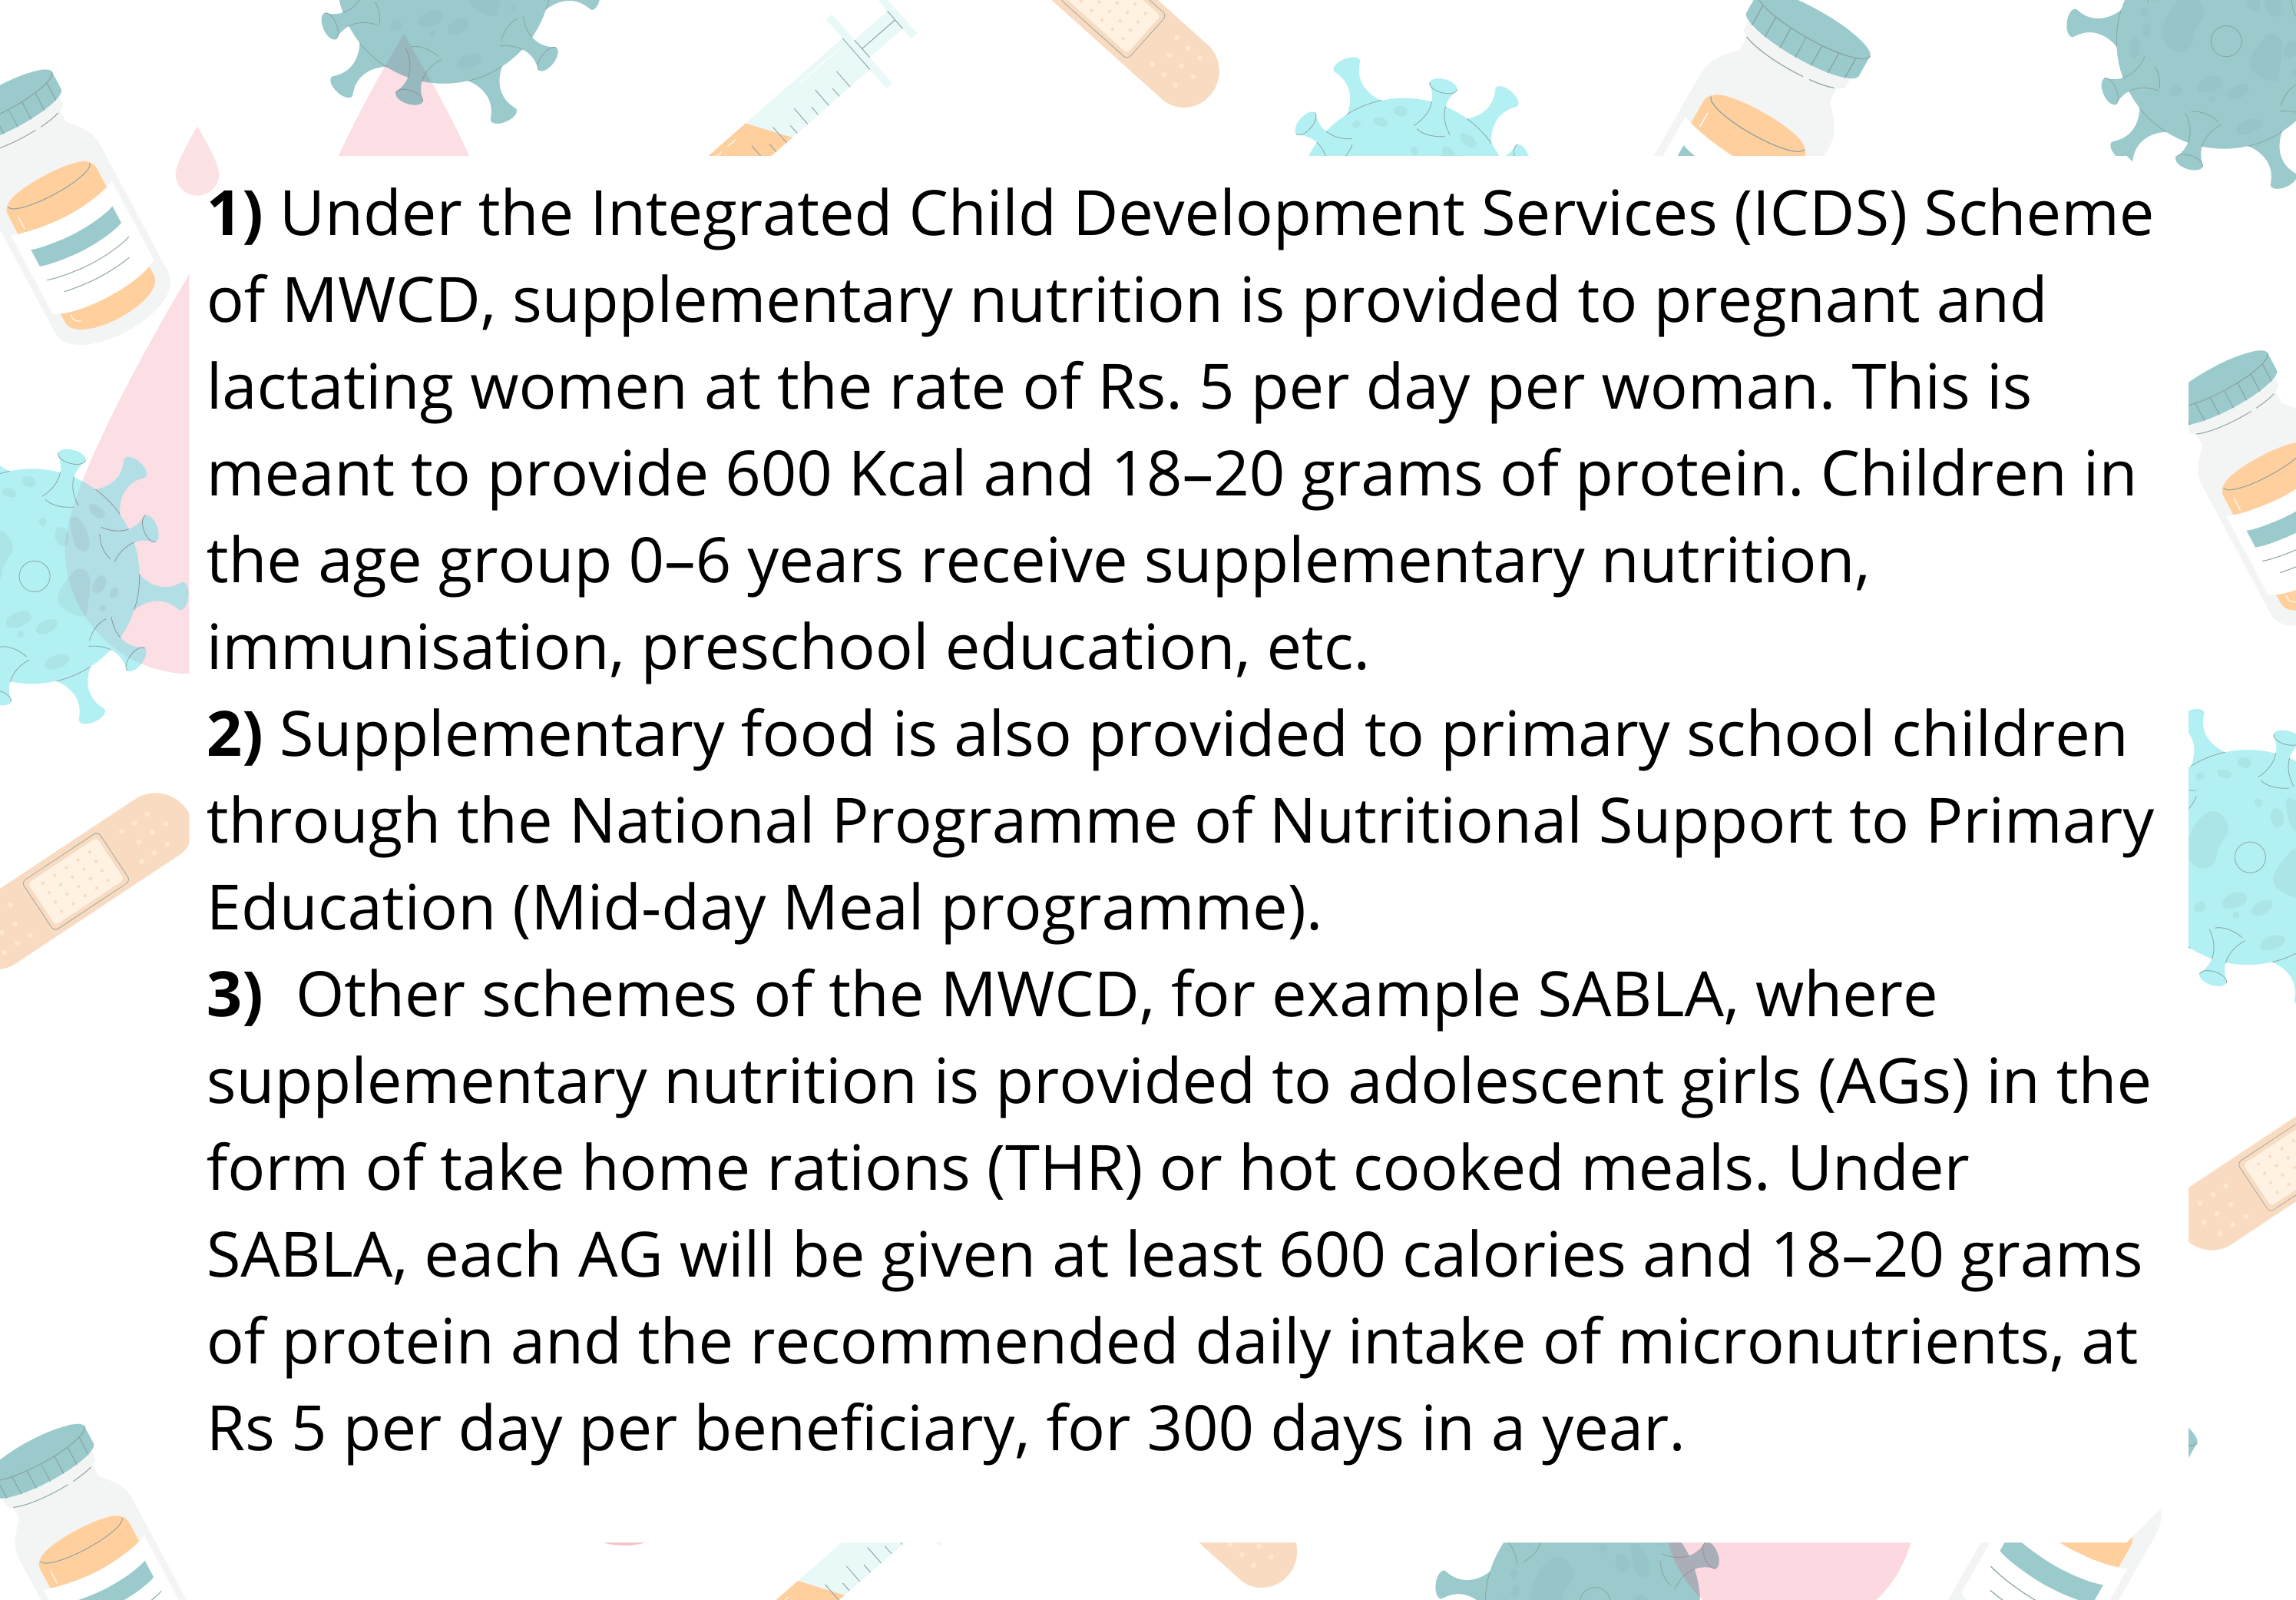 1) Under the Integrated Child Development Services (ICDS) Scheme
of MWCD, supplementary nutrition is provided to pregnant and
lactating women at the rate of Rs. 5 per day per woman. This is
meant to provide 600 Kcal and 18–20 grams of protein. Children in
the age group 0–6 years receive supplementary nutrition,
immunisation, preschool education, etc.
2) Supplementary food is also provided to primary school children
through the National Programme of Nutritional Support to Primary
Education (Mid-day Meal programme).
3) Other schemes of the MWCD, for example SABLA, where
supplementary nutrition is provided to adolescent girls (AGs) in the
form of take home rations (THR) or hot cooked meals. Under
SABLA, each AG will be given at least 600 calories and 18–20 grams
of protein and the recommended daily intake of micronutrients, at
Rs 5 per day per beneficiary, for 300 days in a year.